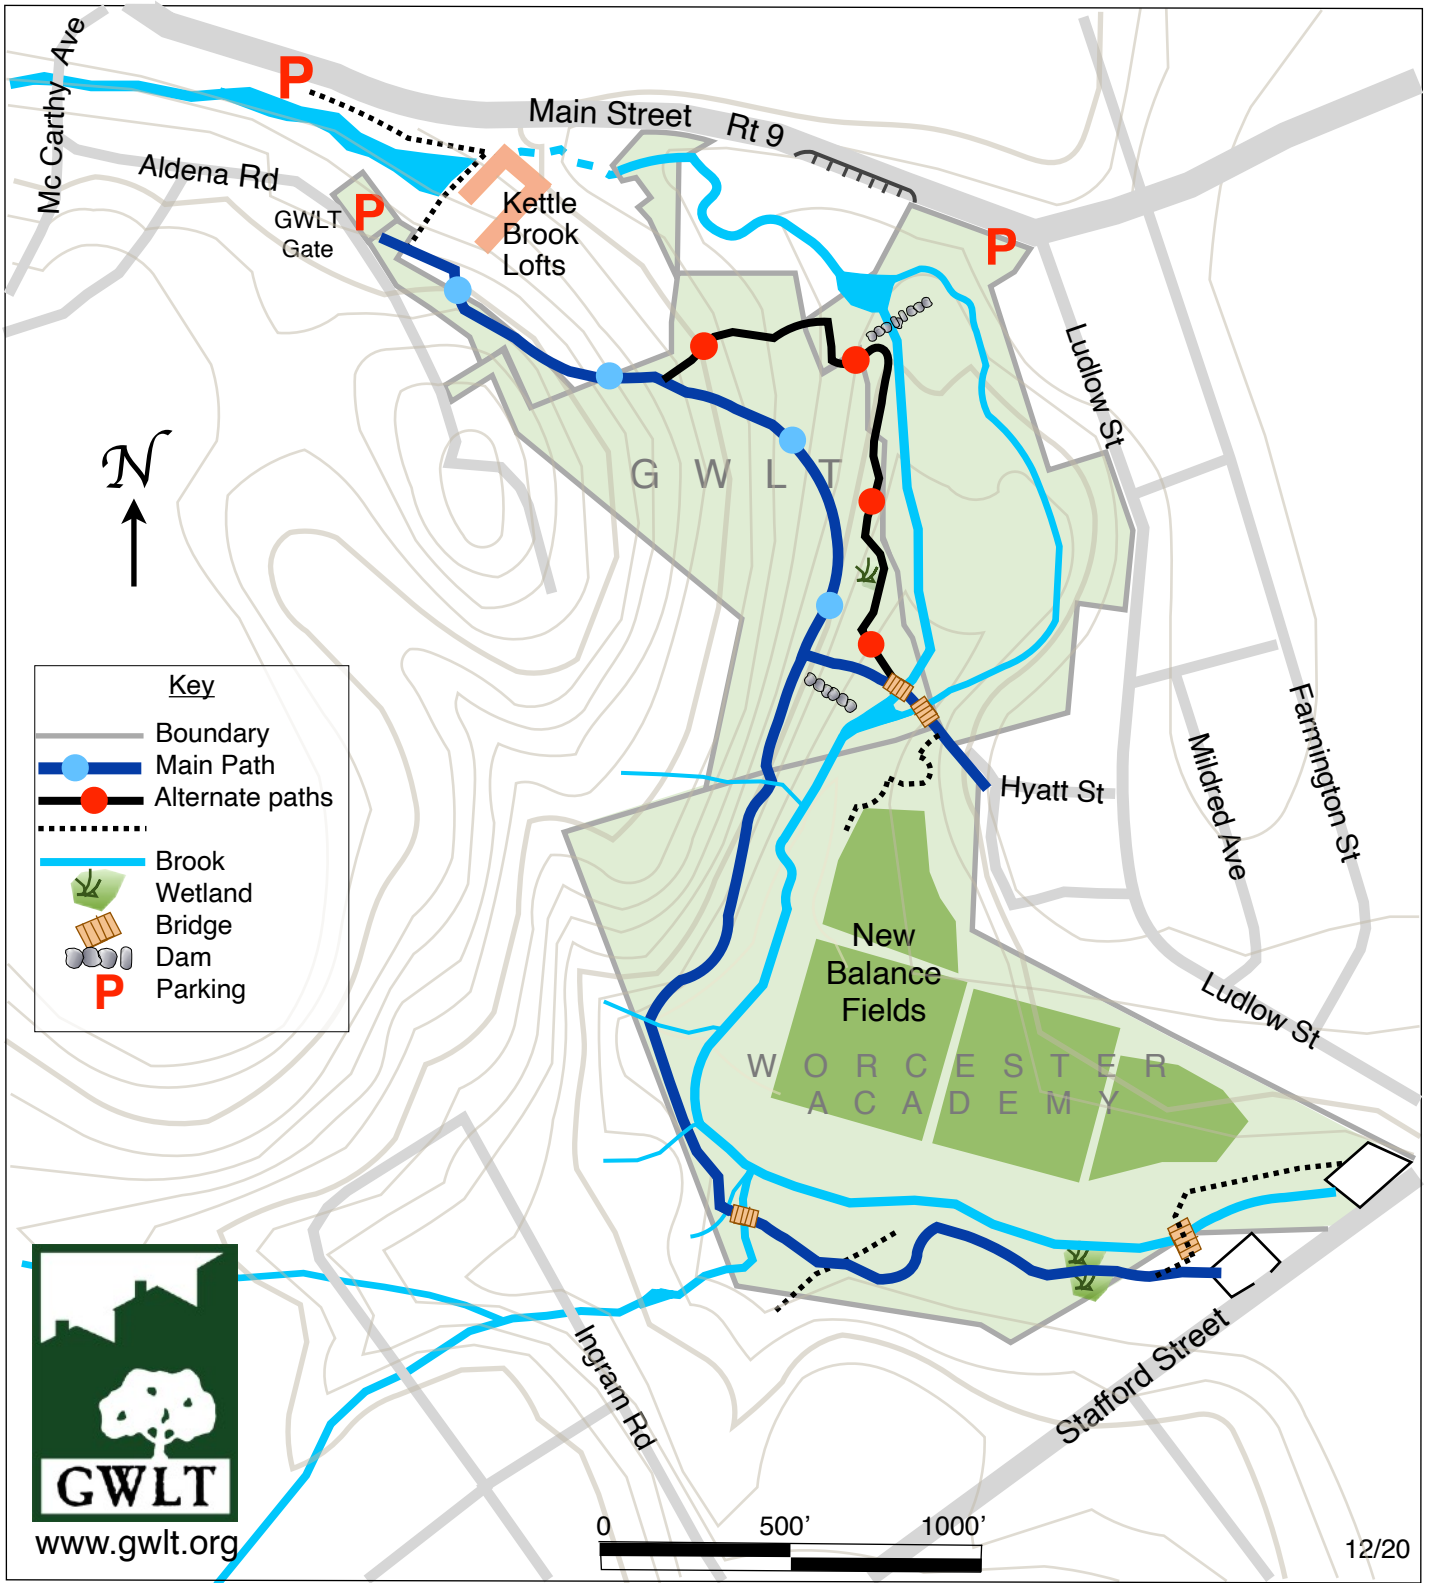 Mc Carthy Ave
P
Main Street
Rt 9
Aldena Rd
P
GWLT
Gate
Kettle
Brook
Lofts
P
N
Ludlow St
G W L T
Key
Boundary
Main Path
Alternate paths
Brook
Wetland
Bridge
Dam
P Parking
Hyatt St
Mildred Ave
Farmington St
Ludlow St
New
Balance
Fields
WORCESTER
ACADEMY
Ingram Rd
Stafford Street
GWLT
www.gwlt.org
0 500' 1000'
12/20